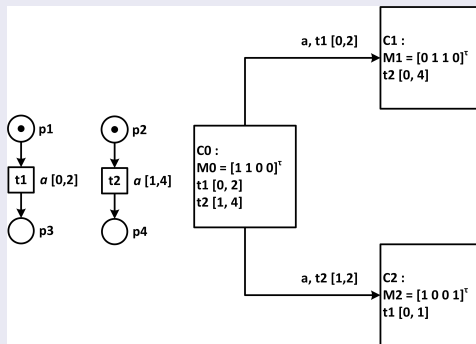 p1
t1
a [0,2]
p3
p2
t2
a [1,4]
p4
C0 :
M0 = [1 1 0 0]ᵗ
t1 [0, 2]
t2 [1, 4]
a, t1 [0,2]
C1 :
M1 = [0 1 1 0]ᵗ
t2 [0, 4]
a, t2 [1,2]
C2 :
M2 = [1 0 0 1]ᵗ
t1 [0, 1]